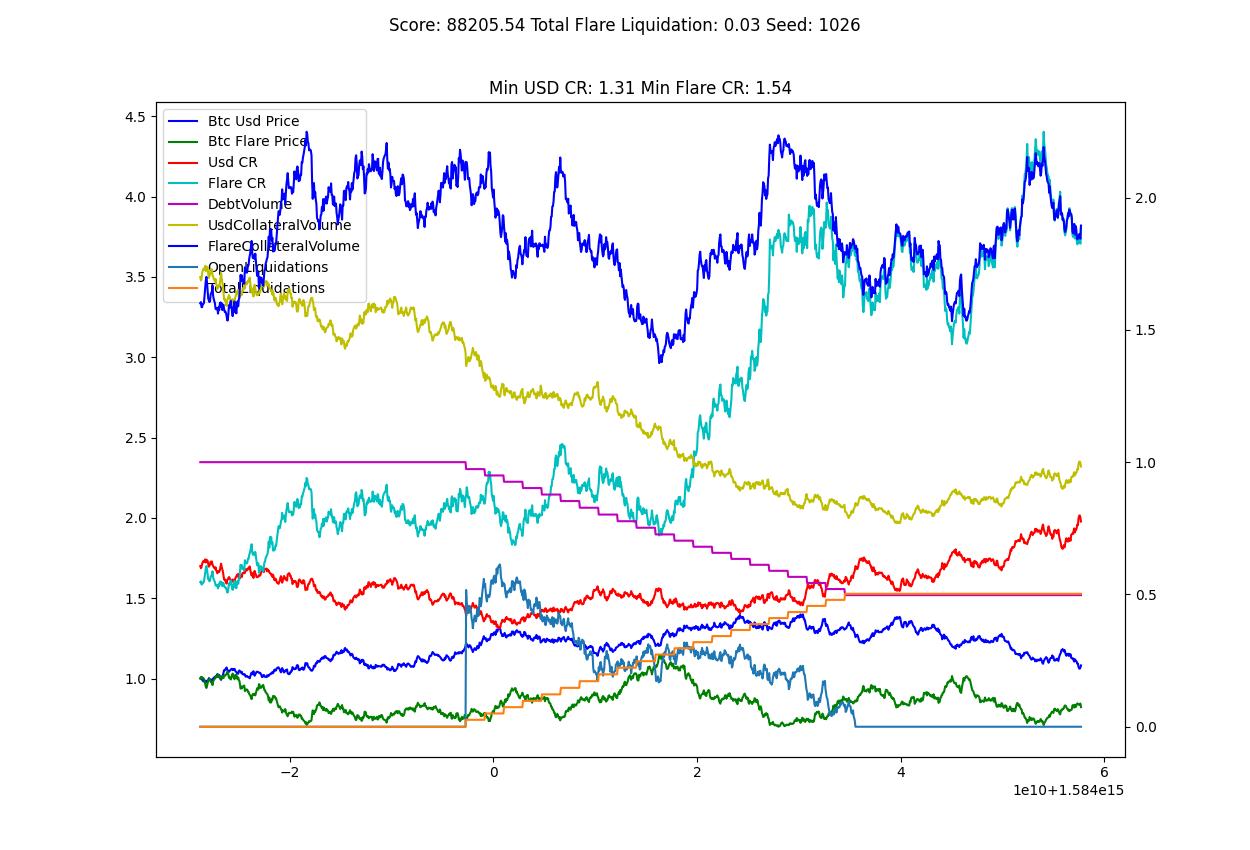 Score: 88205.54 Total Flare Liquidation: 0.03 Seed: 1026
Min USD CR: 1.31 Min Flare CR: 1.54
Btc Usd Price
Btc Flare Price
Usd CR
Flare CR
DebtVolume
UsdCollateralVolume
FlareCollateralVolume
OpenLiquidations
TotalLiquidations
4.5
4.0
3.5
3.0
2.5
2.0
1.5
1.0
2.0
1.5
1.0
0.5
0.0
−2
0
2
4
6
1e10+1.584e15